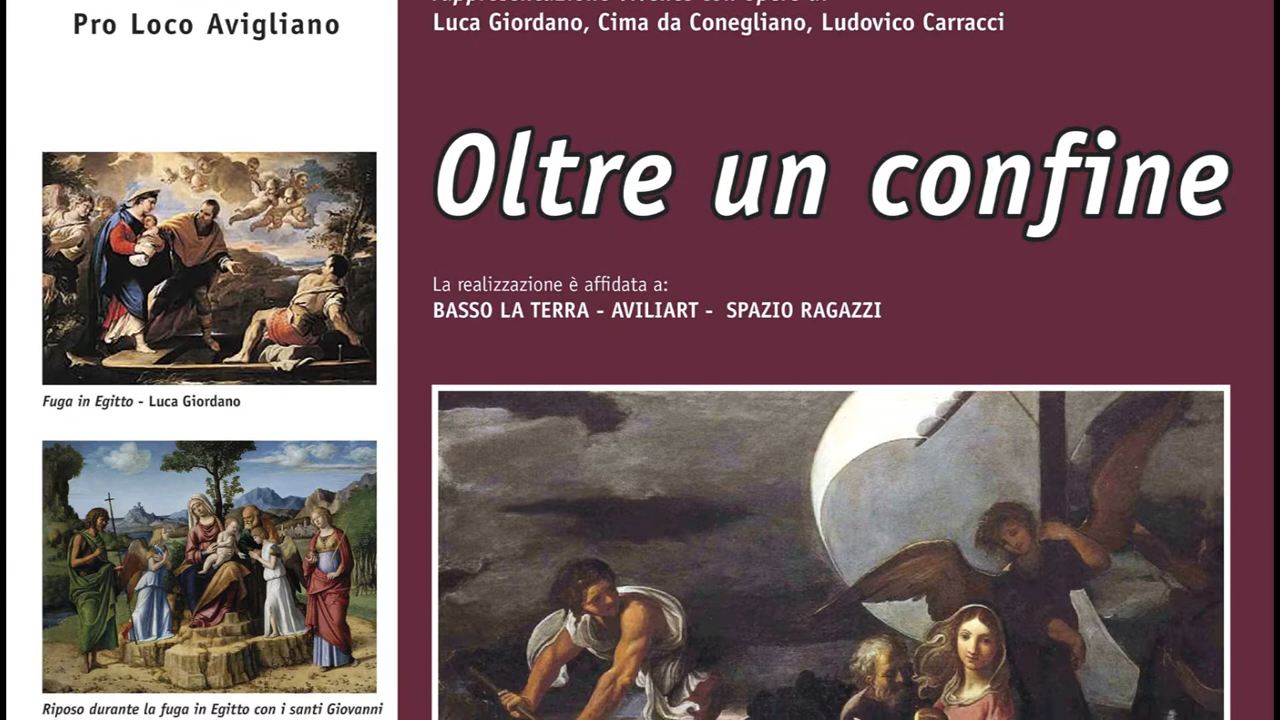 Pro Loco Avigliano
Luca Giordano, Cima da Conegliano, Ludovico Carracci
Oltre un confine
La realizzazione è affidata a:
BASSO LA TERRA - AVILIART - SPAZIO RAGAZZI
Fuga in Egitto - Luca Giordano
Riposo durante la fuga in Egitto con i santi Giovanni